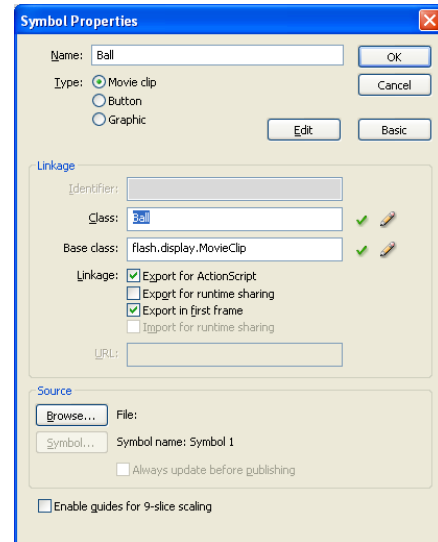 Symbol Properties
Name: Ball
OK
Type: Movie clip
Cancel
Button
Graphic
Edit
Basic
Linkage
Identifier:
Class: Ball
Base class: flash.display.MovieClip
Linkage: Export for ActionScript
Export for runtime sharing
Export in first frame
Import for runtime sharing
URL:
Source
Browse... File:
Symbol... Symbol name: Symbol 1
Always update before publishing
Enable guides for 9-slice scaling